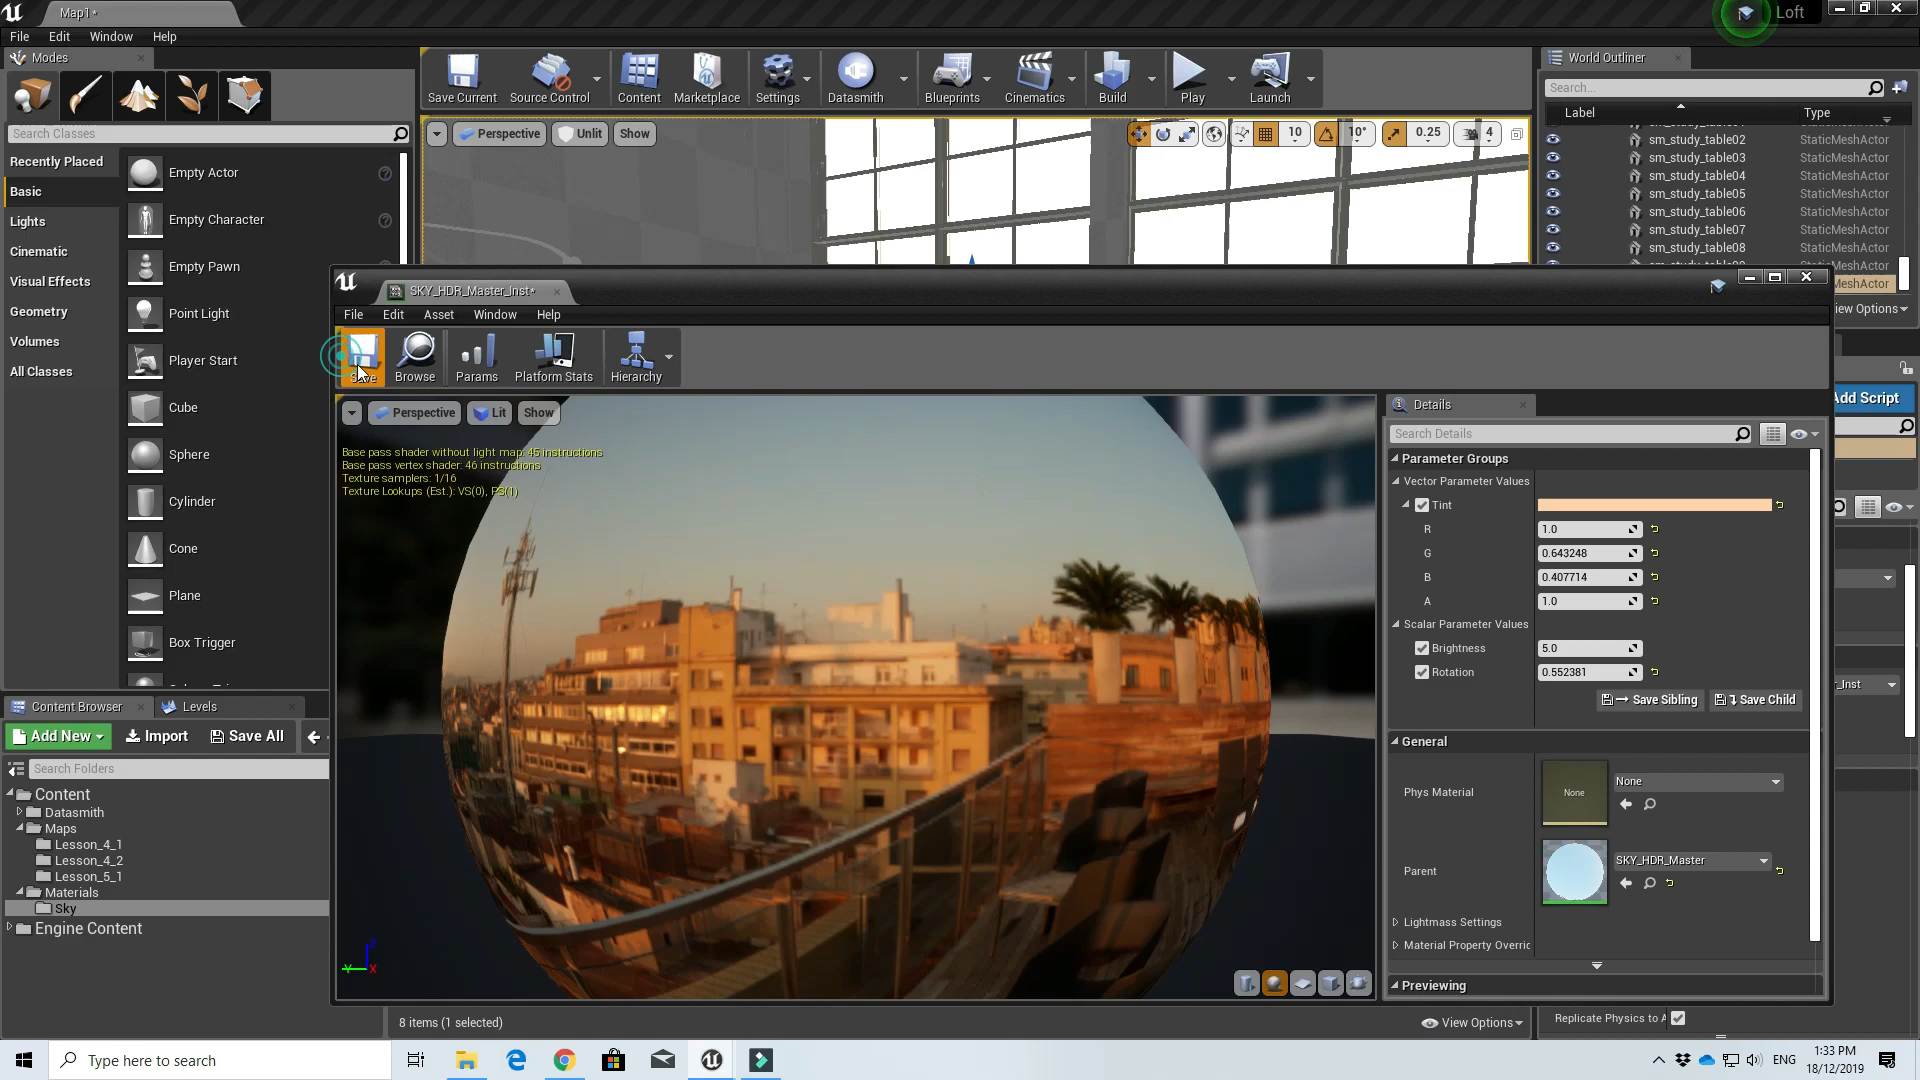 Map1*
Loft
File Edit Window Help
Modes
World Outliner
Save Current
Source Control
Content
Marketplace
Settings
Datasmith
Blueprints
Cinematics
Build
Play
Launch
Search...
Label Type
Search Classes
Perspective Unlit Show
10 10° 0.25 4
Recently Placed
Basic
Lights
Cinematic
Visual Effects
Geometry
Volumes
All Classes
Empty Actor
Empty Character
Empty Pawn
Point Light
Player Start
Cube
Sphere
Cylinder
Cone
Plane
Box Trigger
sm_study_table02 StaticMeshActor
sm_study_table03 StaticMeshActor
sm_study_table04 StaticMeshActor
sm_study_table05 StaticMeshActor
sm_study_table06 StaticMeshActor
sm_study_table07 StaticMeshActor
sm_study_table08 StaticMeshActor
MeshActor
MeshActor
iew Options
Add Script
SKY_HDR_Master_Inst*
File Edit Asset Window Help
Save Browse Params Platform Stats Hierarchy
Perspective Lit Show
Base pass shader without light map: 45 instructions
Base pass vertex shader: 46 instructions
Texture samplers: 1/16
Texture Lookups (Est.): VS(0), PS(1)
Details
Search Details
Parameter Groups
Vector Parameter Values
Tint
R 1.0
G 0.643248
B 0.407714
A 1.0
Scalar Parameter Values
Brightness 5.0
Rotation 0.552381
Save Sibling Save Child
General
Phys Material None None
Parent SKY_HDR_Master
Lightmass Settings
Material Property Overric
Previewing
r_Inst
Content Browser Levels
Add New Import Save All
Search Folders
Content
Datasmith
Maps
Lesson_4_1
Lesson_4_2
Lesson_5_1
Materials
Sky
Engine Content
8 items (1 selected)
View Options
Replicate Physics to A
Type here to search
ENG
1:33 PM
18/12/2019